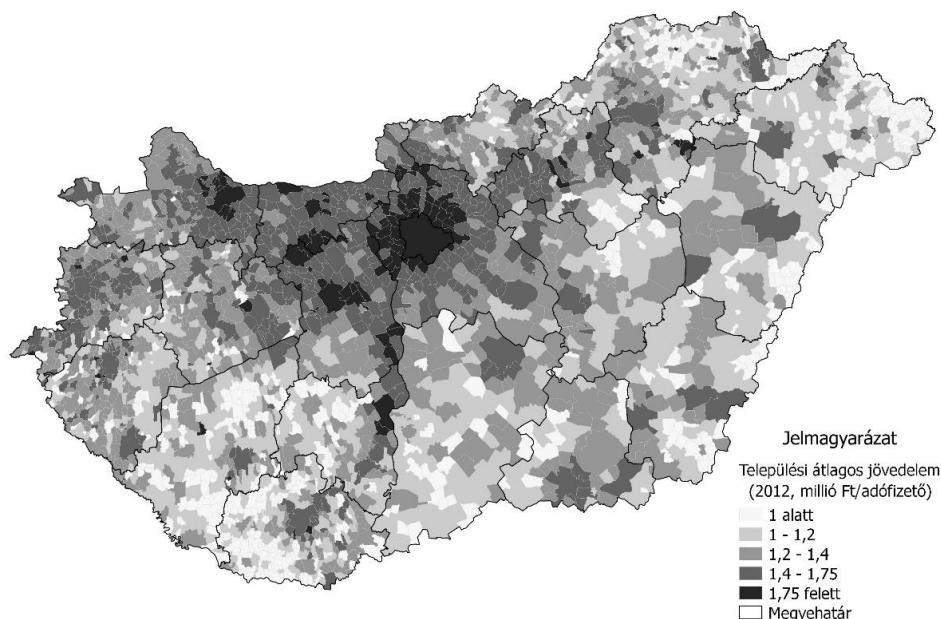 Jelmagyarázat
Települési átlagos jövedelem
(2012, millió Ft/adófizető)
1 alatt
1 - 1,2
1,2 - 1,4
1,4 - 1,75
1,75 felett
Megyehatár